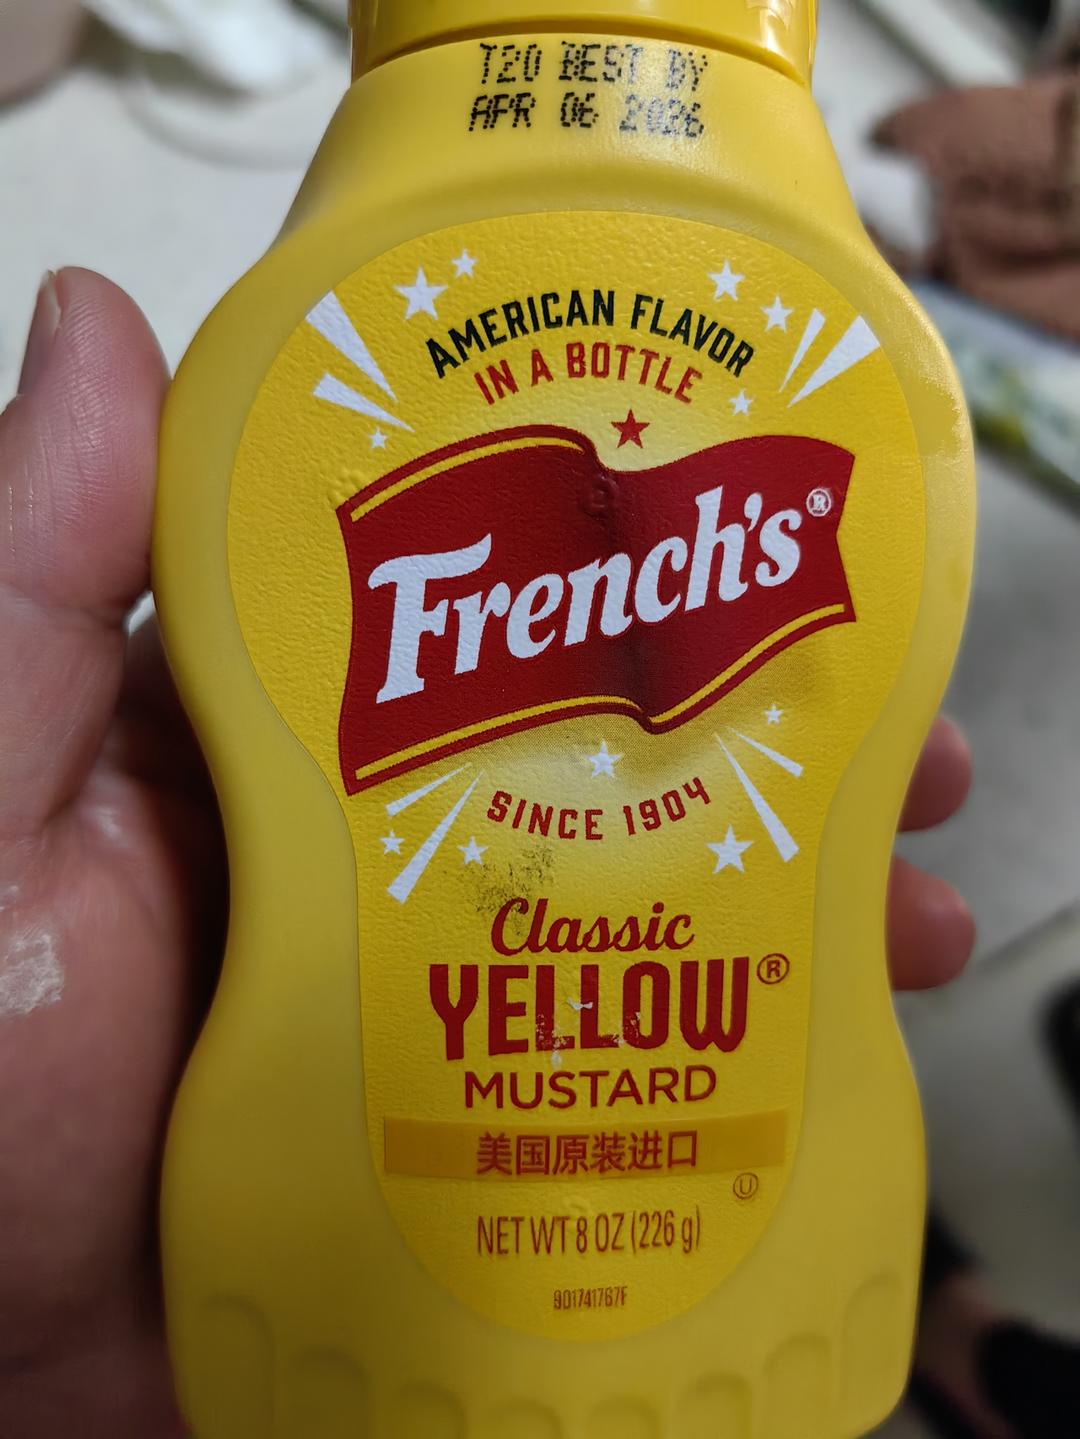 T20 BEST BY
APR 06 2026
AMERICAN FLAVOR
IN A BOTTLE
French's®
SINCE 1904
Classic
YELLOW®
MUSTARD
美国原装进口
U
NET WT 8 OZ (226 g)
901741767F